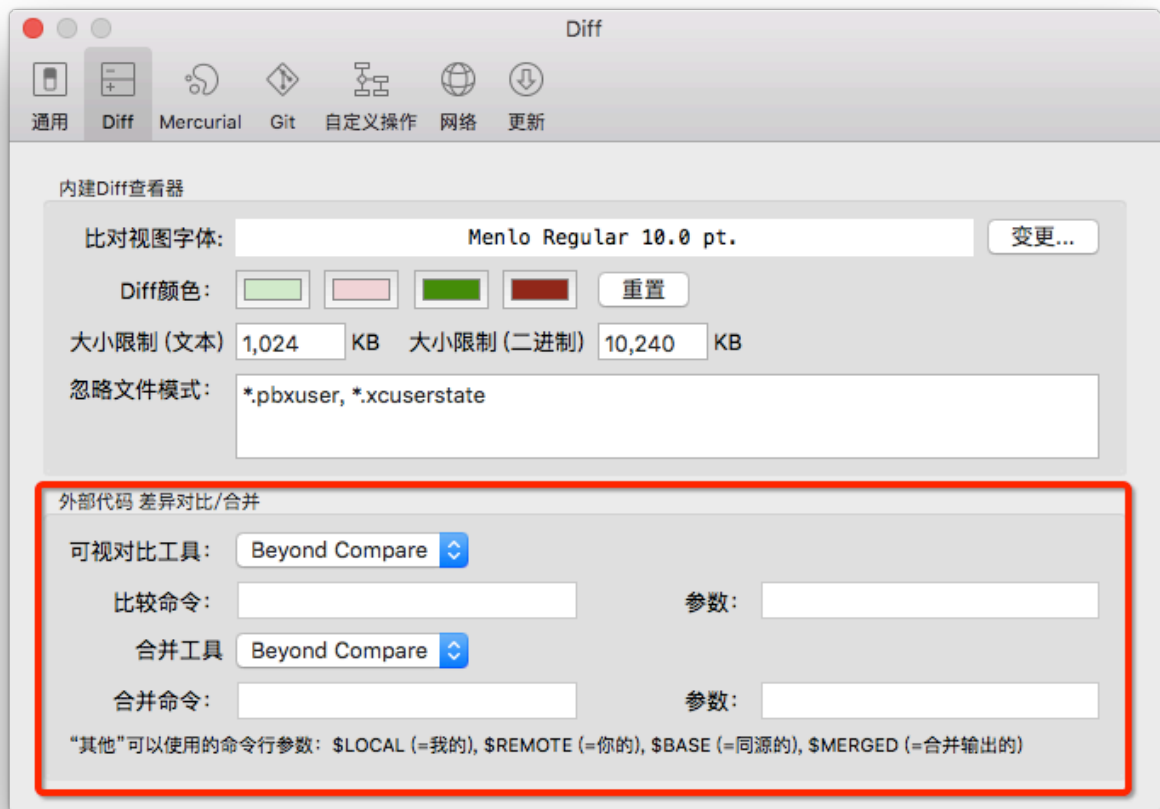 Diff
通用 Diff Mercurial Git 自定义操作 网络 更新
内建Diff查看器
比对视图字体: Menlo Regular 10.0 pt. 变更...
Diff颜色： 重置
大小限制 (文本) 1,024 KB 大小限制 (二进制) 10,240 KB
忽略文件模式： *.pbxuser, *.xcuserstate
外部代码 差异对比/合并
可视对比工具： Beyond Compare
比较命令： 参数：
合并工具 Beyond Compare
合并命令： 参数：
“其他”可以使用的命令行参数：$LOCAL (=我的), $REMOTE (=你的), $BASE (=同源的), $MERGED (=合并输出的)